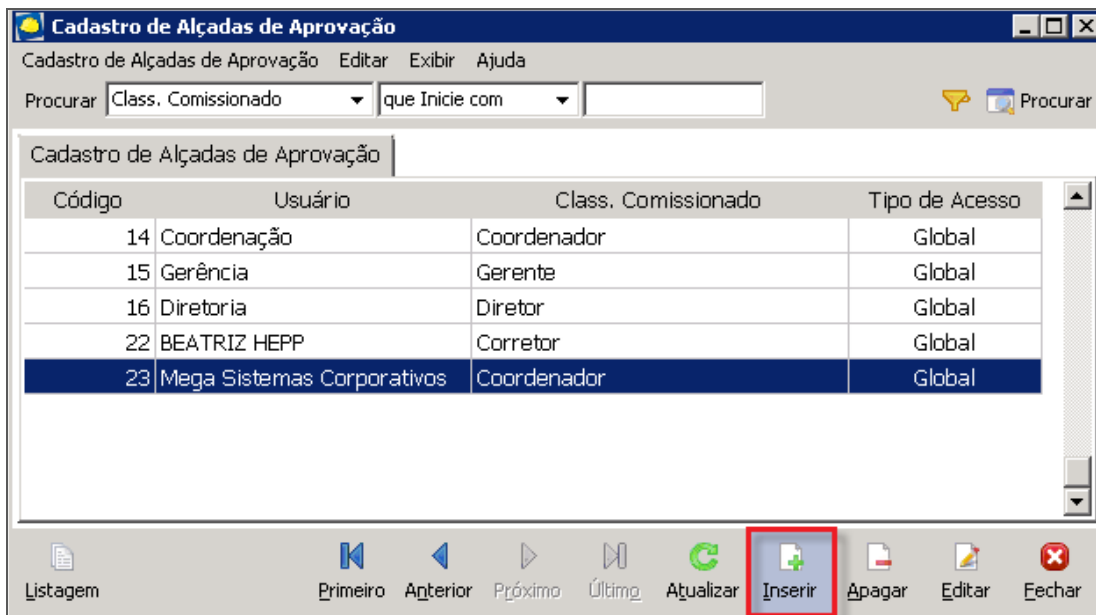 Cadastro de Alçadas de Aprovação
Cadastro de Alçadas de Aprovação Editar Exibir Ajuda
Procurar Class. Comissionado que Inicie com Procurar
Cadastro de Alçadas de Aprovação
Código Usuário Class. Comissionado Tipo de Acesso
14 Coordenação Coordenador Global
15 Gerência Gerente Global
16 Diretoria Diretor Global
22 BEATRIZ HEPP Corretor Global
23 Mega Sistemas Corporativos Coordenador Global
Listagem Primeiro Anterior Próximo Último Atualizar Inserir Apagar Editar Fechar